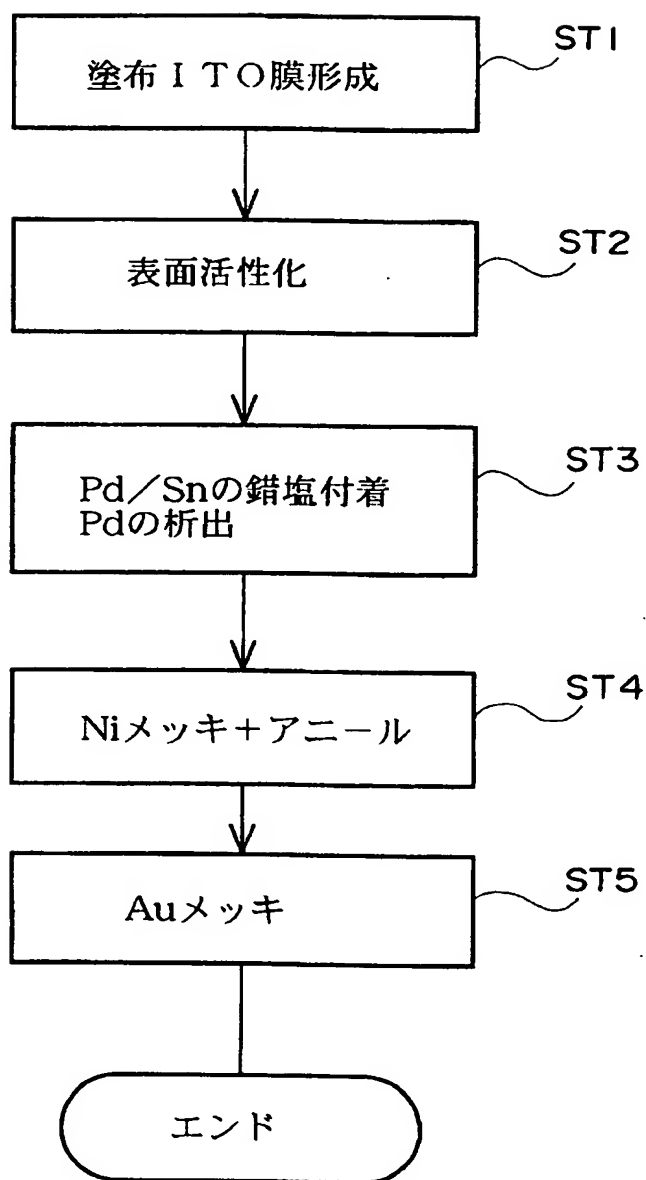 塗布ＩＴＯ膜形成
ST1
表面活性化
ST2
Pd／Snの錯塩付着
Pdの析出
ST3
Niメッキ＋アニール
ST4
Auメッキ
ST5
エンド